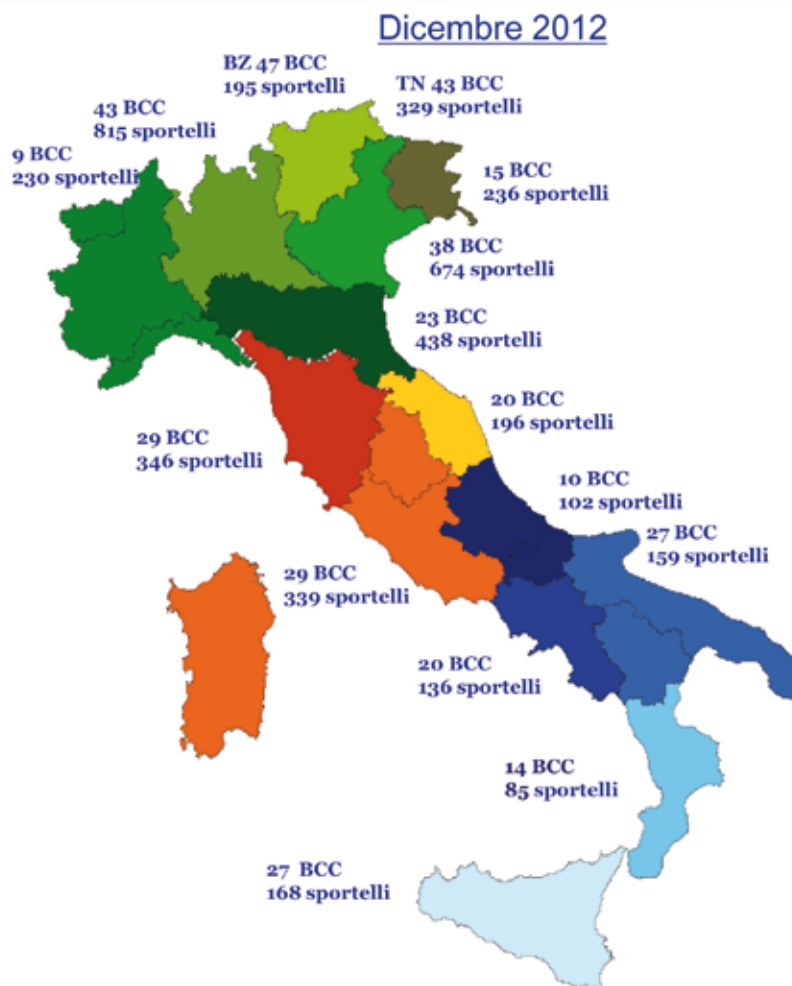 Dicembre 2012
BZ 47 BCC
195 sportelli
TN 43 BCC
329 sportelli
43 BCC
815 sportelli
9 BCC
230 sportelli
15 BCC
236 sportelli
38 BCC
674 sportelli
23 BCC
438 sportelli
20 BCC
196 sportelli
29 BCC
346 sportelli
10 BCC
102 sportelli
27 BCC
159 sportelli
29 BCC
339 sportelli
20 BCC
136 sportelli
14 BCC
85 sportelli
27 BCC
168 sportelli